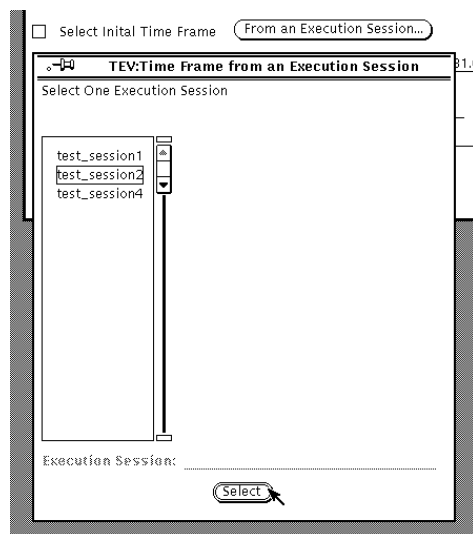 Select Inital Time Frame
From an Execution Session...
TEV:Time Frame from an Execution Session
Select One Execution Session
test_session1
test_session2
test_session4
Execution Session:
Select